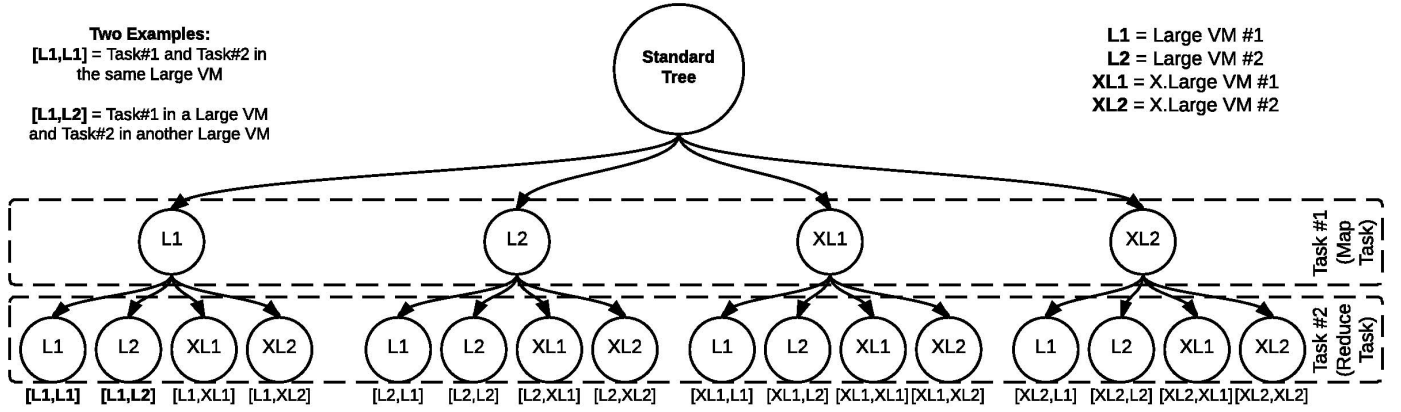 Two Examples:
[L1,L1] = Task#1 and Task#2 in
the same Large VM
[L1,L2] = Task#1 in a Large VM
and Task#2 in another Large VM
Standard
Tree
L1 = Large VM #1
L2 = Large VM #2
XL1 = X.Large VM #1
XL2 = X.Large VM #2
L1
L2
XL1
XL2
Task #1
(Map
Task)
L1
L2
XL1
XL2
L1
L2
XL1
XL2
L1
L2
XL1
XL2
L1
L2
XL1
XL2
Task #2
(Reduce
Task)
[L1,L1]
[L1,L2]
[L1,XL1]
[L1,XL2]
[L2,L1]
[L2,L2]
[L2,XL1]
[L2,XL2]
[XL1,L1]
[XL1,L2]
[XL1,XL1]
[XL1,XL2]
[XL2,L1]
[XL2,L2]
[XL2,XL1]
[XL2,XL2]